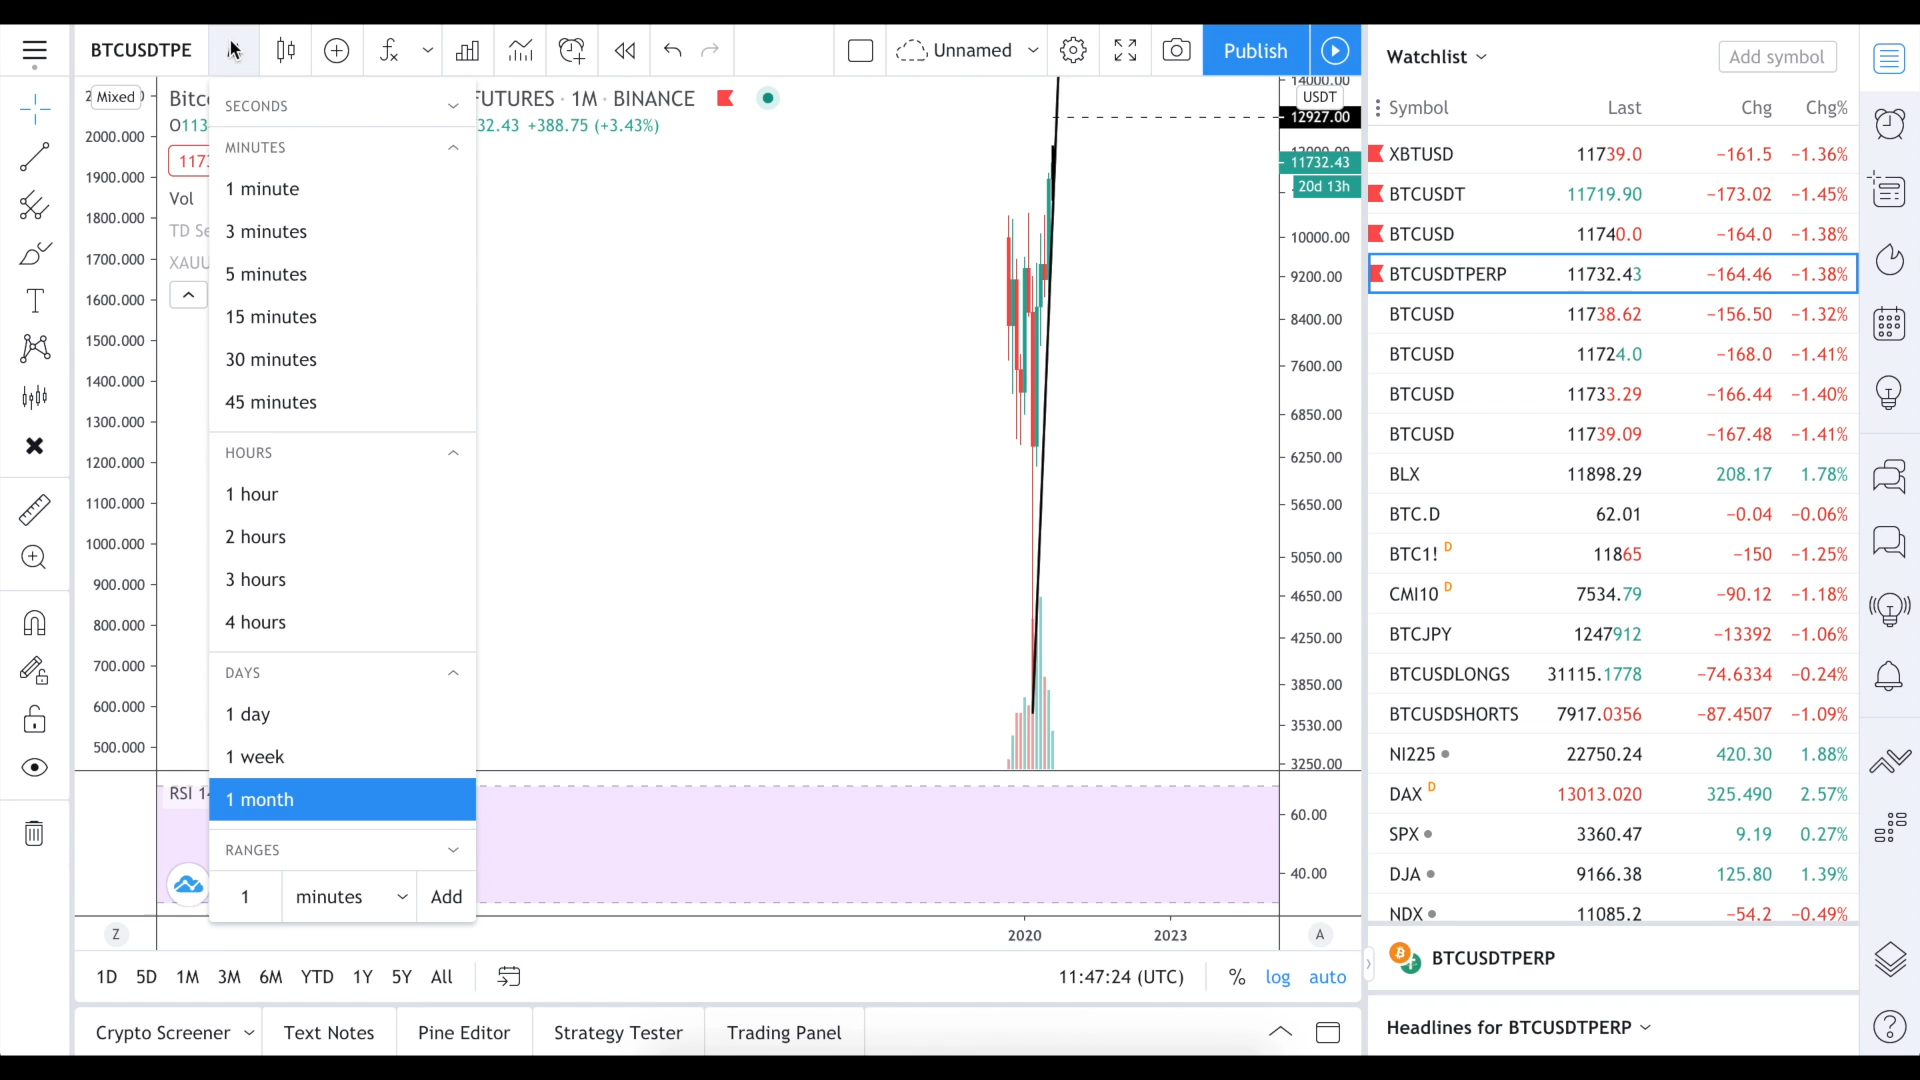 BTCUSDTPE
Unnamed
Publish
Mixed
2000.000
1900.000
1800.000
1700.000
1600.000
1500.000
1400.000
1300.000
1200.000
1100.000
1000.000
900.000
800.000
700.000
600.000
500.000
FUTURES · 1M · BINANCE
O113
32.43 +388.75 (+3.43%)
1173
Vol
TD Se
XAUU
RSI 14
SECONDS
MINUTES
1 minute
3 minutes
5 minutes
15 minutes
30 minutes
45 minutes
HOURS
1 hour
2 hours
3 hours
4 hours
DAYS
1 day
1 week
1 month
RANGES
1 minutes Add
14000.00
USDT
12927.00
11732.43
20d 13h
10000.00
9200.00
8400.00
7600.00
6850.00
6250.00
5650.00
5050.00
4650.00
4250.00
3850.00
3530.00
3250.00
60.00
40.00
Z
2020 2023
A
1D 5D 1M 3M 6M YTD 1Y 5Y All
11:47:24 (UTC) % log auto
Crypto Screener Text Notes Pine Editor Strategy Tester Trading Panel
Watchlist Add symbol
Symbol Last Chg Chg%
XBTUSD 11739.0 −161.5 −1.36%
BTCUSDT 11719.90 −173.02 −1.45%
BTCUSD 11740.0 −164.0 −1.38%
BTCUSDTPERP 11732.43 −164.46 −1.38%
BTCUSD 11738.62 −156.50 −1.32%
BTCUSD 11724.0 −168.0 −1.41%
BTCUSD 11733.29 −166.44 −1.40%
BTCUSD 11739.09 −167.48 −1.41%
BLX 11898.29 208.17 1.78%
BTC.D 62.01 −0.04 −0.06%
BTC1! D 11865 −150 −1.25%
CMI10 D 7534.79 −90.12 −1.18%
BTCJPY 1247912 −13392 −1.06%
BTCUSDLONGS 31115.1778 −74.6334 −0.24%
BTCUSDSHORTS 7917.0356 −87.4507 −1.09%
NI225 22750.24 420.30 1.88%
DAX D 13013.020 325.490 2.57%
SPX 3360.47 9.19 0.27%
DJA 9166.38 125.80 1.39%
NDX 11085.2 −54.2 −0.49%
BTCUSDTPERP
Headlines for BTCUSDTPERP